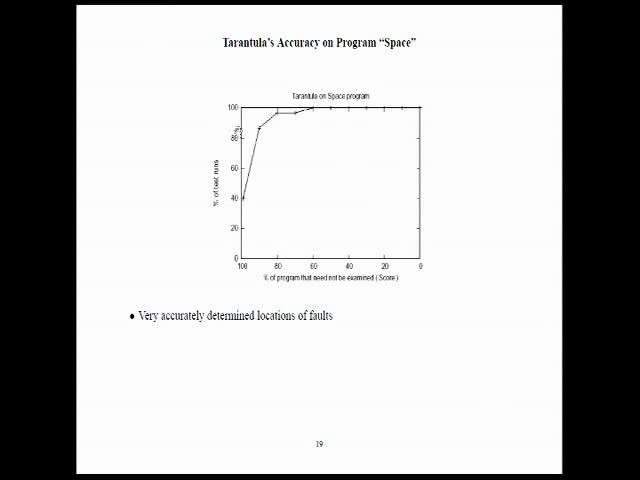 Tarantula's Accuracy on Program “Space”
Tarantula on Space program
100
80
60
40
20
0
% of test runs
100 80 60 40 20 0
% of program that need not be examined ( Score )
● Very accurately determined locations of faults
19